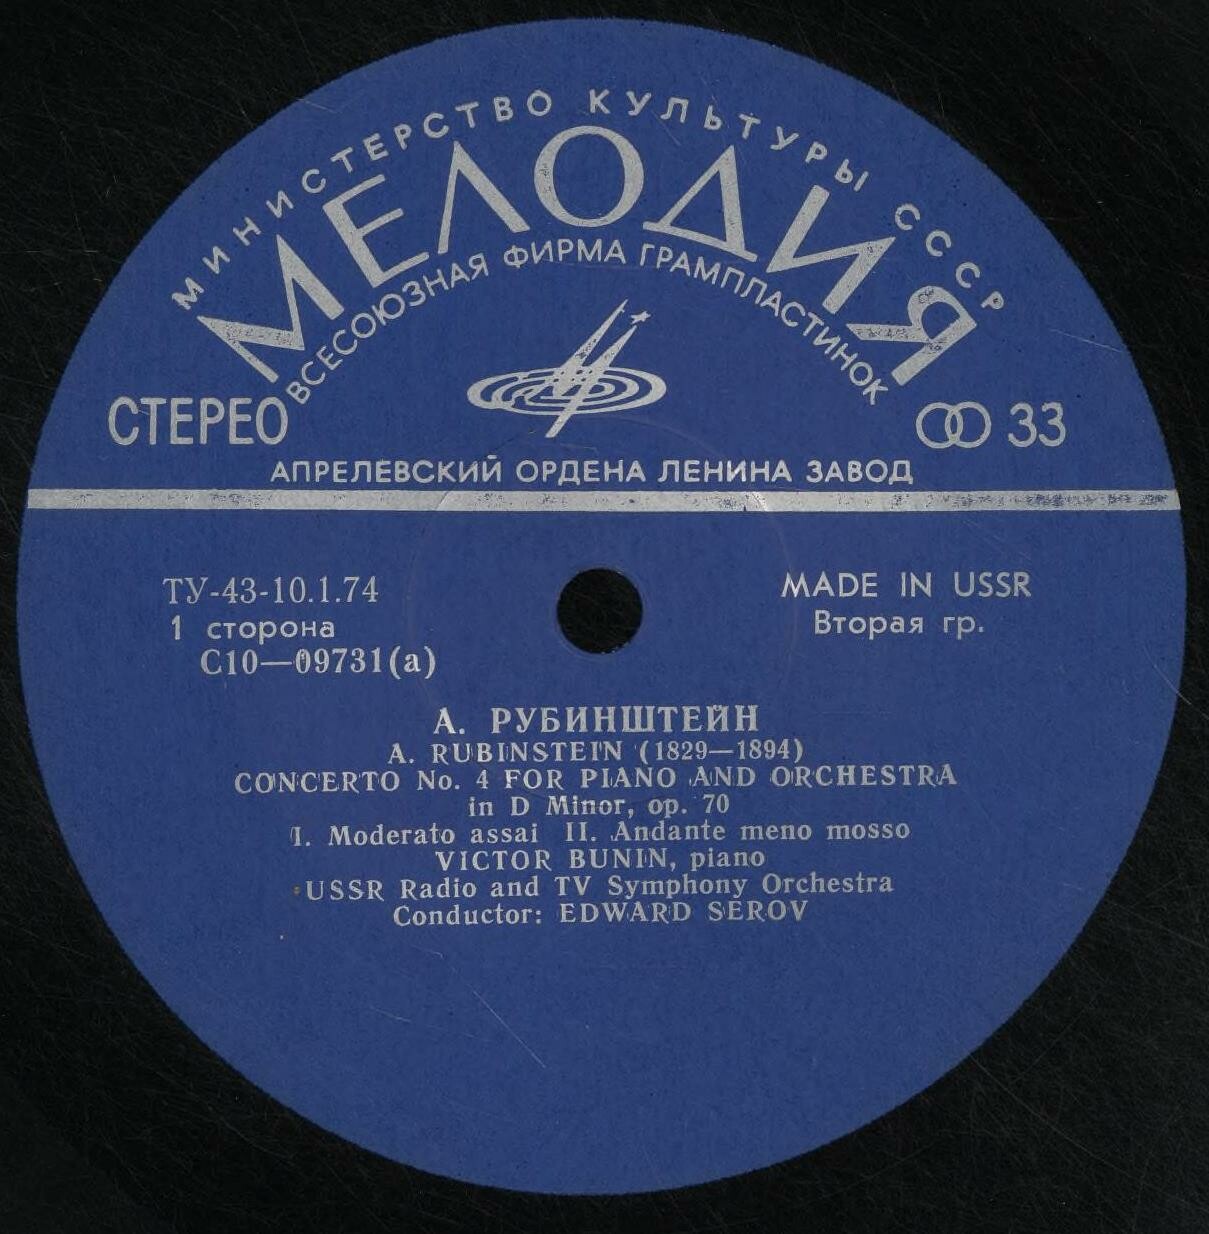 МИНИСТЕРСТВО КУЛЬТУРЫ СССР
МЕЛОДИЯ
ВСЕСОЮЗНАЯ ФИРМА ГРАМПЛАСТИНОК
СТЕРЕО
33
АПРЕЛЕВСКИЙ ОРДЕНА ЛЕНИНА ЗАВОД
ТУ-43-10.1.74
1 сторона
С10—09731(а)
MADE IN USSR
Вторая гр.
А. РУБИНШТЕЙН
A. RUBINSTEIN (1829—1894)
CONCERTO No. 4 FOR PIANO AND ORCHESTRA
in D Minor, op. 70
I. Moderato assai II. Andante meno mosso
VICTOR BUNIN, piano
USSR Radio and TV Symphony Orchestra
Conductor: EDWARD SEROV